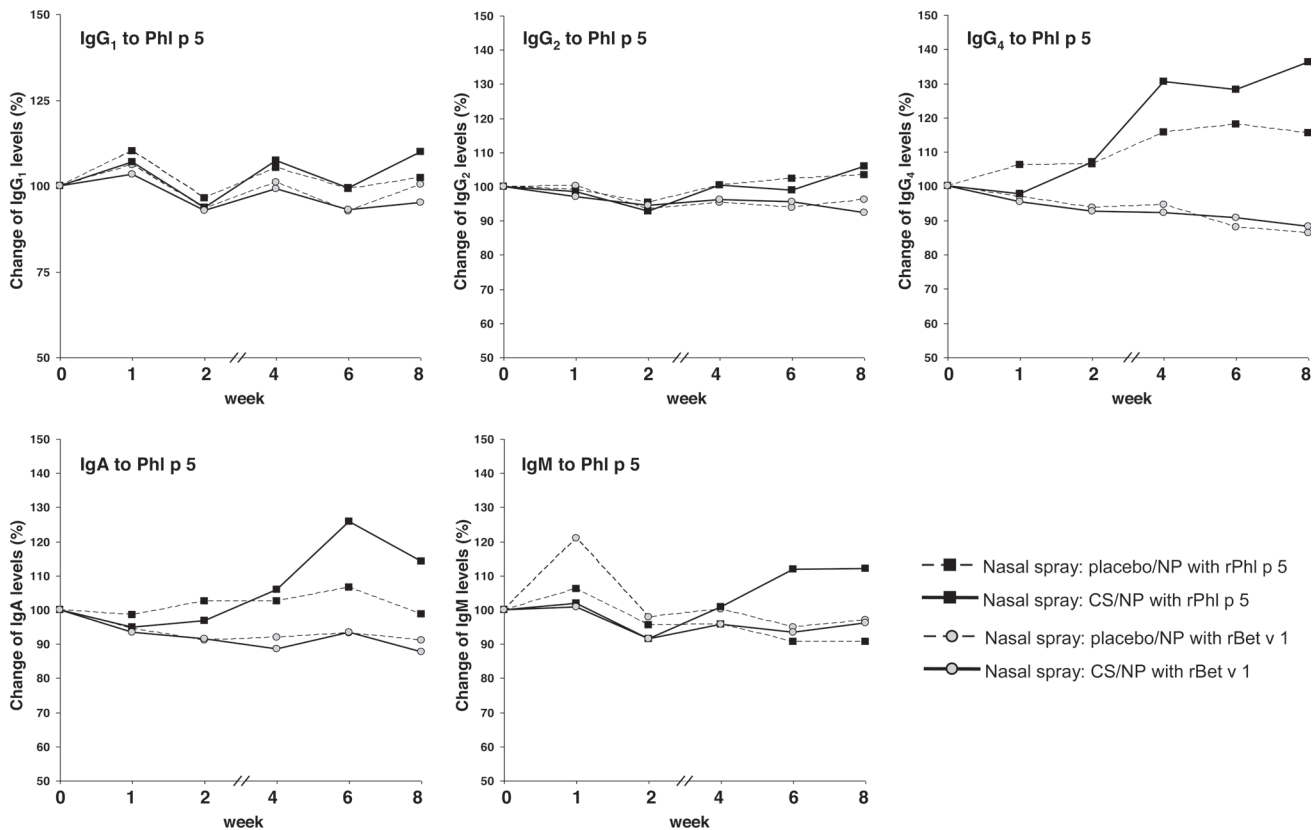 IgG1 to Phl p 5
Change of IgG1 levels (%)
150
125
100
75
50
0 1 2 4 6 8
week
IgG2 to Phl p 5
Change of IgG2 levels (%)
150
140
130
120
110
100
90
80
70
60
50
0 1 2 4 6 8
week
IgG4 to Phl p 5
Change of IgG4 levels (%)
150
140
130
120
110
100
90
80
70
60
50
0 1 2 4 6 8
week
IgA to Phl p 5
Change of IgA levels (%)
150
140
130
120
110
100
90
80
70
60
50
0 1 2 4 6 8
week
IgM to Phl p 5
Change of IgM levels (%)
150
140
130
120
110
100
90
80
70
60
50
0 1 2 4 6 8
week
Nasal spray: placebo/NP with rPhl p 5
Nasal spray: CS/NP with rPhl p 5
Nasal spray: placebo/NP with rBet v 1
Nasal spray: CS/NP with rBet v 1